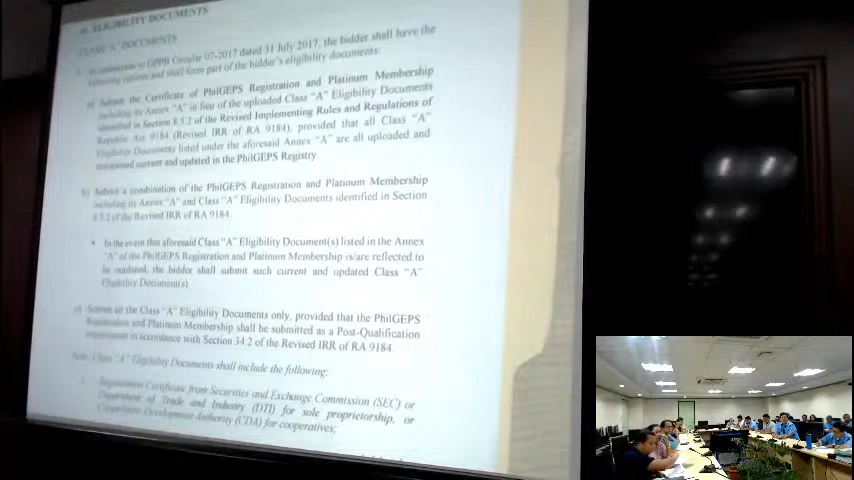 ELIGIBILITY DOCUMENTS
CLASS "A" DOCUMENTS
GPPB Circular 07-2017 dated 31 July 2017, the bidder shall have the
following options and shall form part of the bidder's eligibility documents:
a) Submit the Certificate of PhilGEPS Registration and Platinum Membership
including its Annex "A" in lieu of the uploaded Class "A" Eligibility Documents
identified in Section 8.5.2 of the Revised Implementing Rules and Regulations of
Republic Act 9184 (Revised IRR of RA 9184), provided that all Class "A"
Eligibility Documents listed under the aforesaid Annex "A" are all uploaded and
maintained current and updated in the PhilGEPS Registry.
b) Submit a combination of the PhilGEPS Registration and Platinum Membership
including its Annex "A" and Class "A" Eligibility Documents identified in Section
8.5.2 of the Revised IRR of RA 9184.
• In the event that aforesaid Class "A" Eligibility Document(s) listed in the Annex
"A" of the PhilGEPS Registration and Platinum Membership is/are reflected to
be outdated, the bidder shall submit such current and updated Class "A"
Eligibility Document(s)
c) Submit all the Class "A" Eligibility Documents only, provided that the PhilGEPS
Registration and Platinum Membership shall be submitted as a Post-Qualification
requirement in accordance with Section 34.2 of the Revised IRR of RA 9184.
Note: Class "A" Eligibility Documents shall include the following:
Registration Certificate from Securities and Exchange Commission (SEC) or
Department of Trade and Industry (DTI) for sole proprietorship, or
Cooperative Development Authority (CDA) for cooperatives;